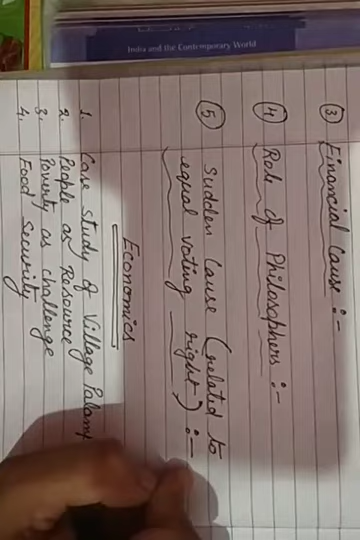 India and the Contemporary World
③ Financial Cause :-
④ Role of Philosophers :-
⑤ Sudden Cause (related to
equal voting right) :-
Economics
1. Case Study of Village Palamp
2. People as Resource
3. Poverty as challenge
4. Food Security